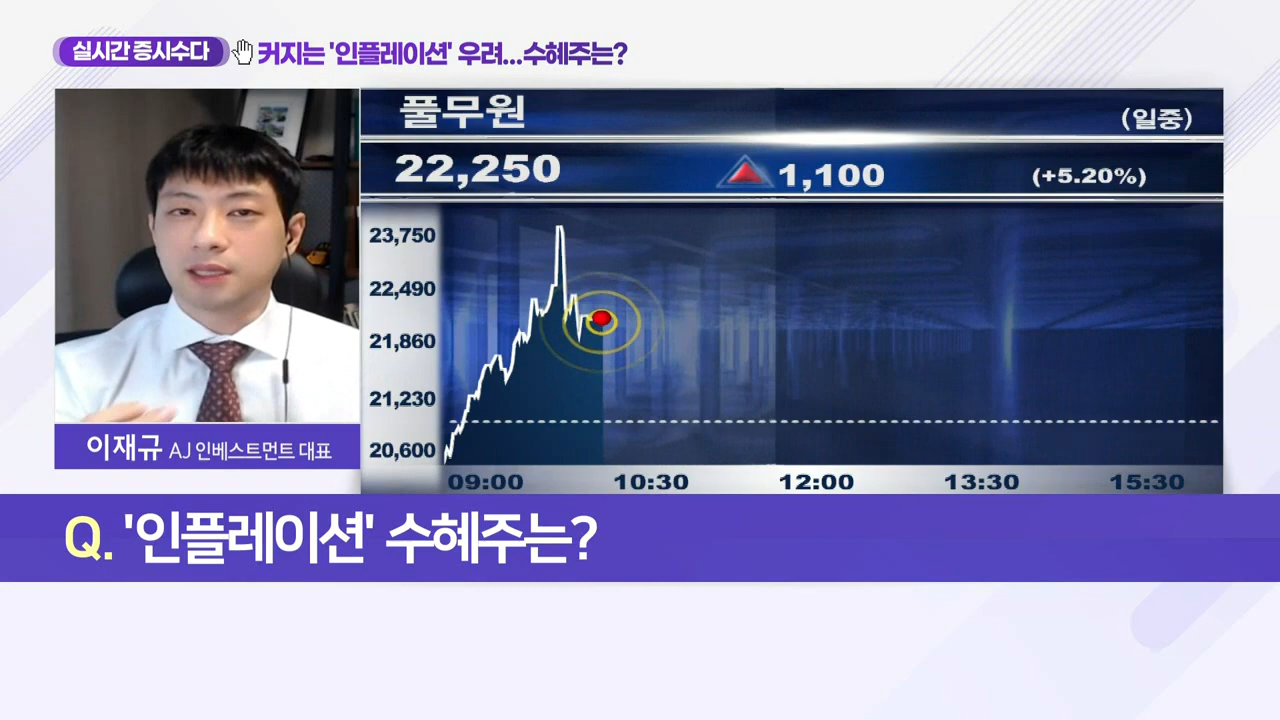 실시간 증시수다 커지는 '인플레이션' 우려...수혜주는?
풀무원 (일중)
22,250 1,100 (+5.20%)
23,750
22,490
21,860
21,230
20,600
09:00 10:30 12:00 13:30 15:30
이재규 AJ 인베스트먼트 대표
Q. '인플레이션' 수혜주는?